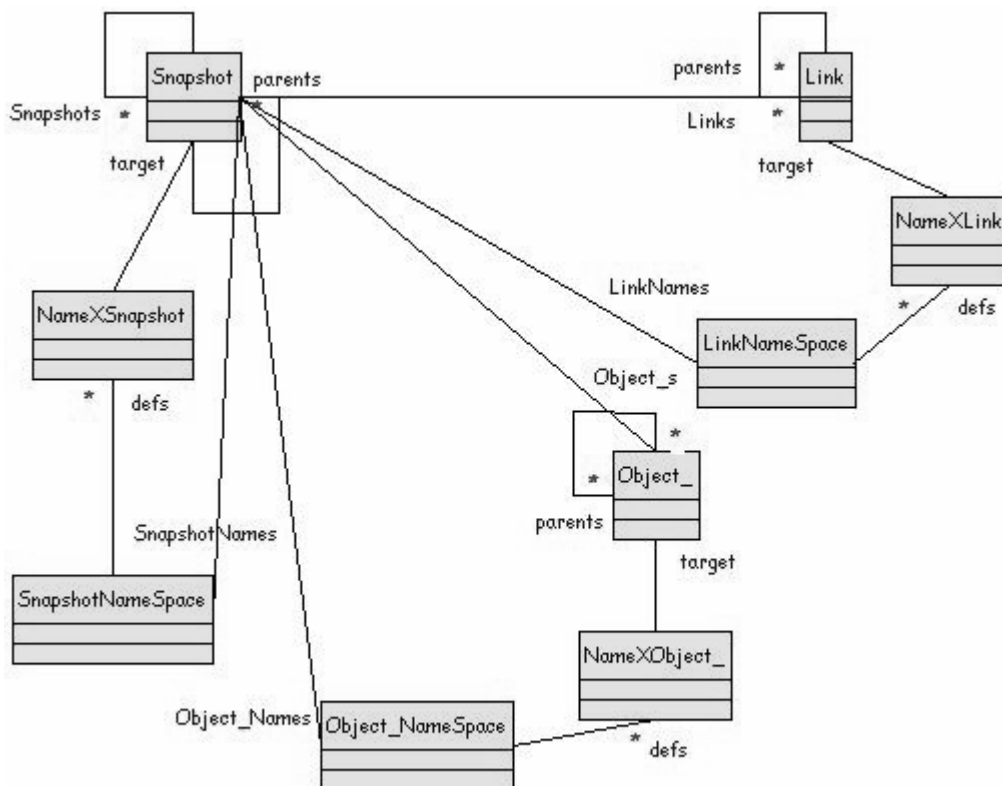 Snapshot
parents
*
Snapshots
*
target
parents
*
Link
Links
*
target
NameXLink
*
defs
NameXSnapshot
*
defs
LinkNames
LinkNameSpace
Object_s
*
Object_
*
parents
target
SnapshotNames
SnapshotNameSpace
NameXObject_
Object_Names
Object_NameSpace
*
defs